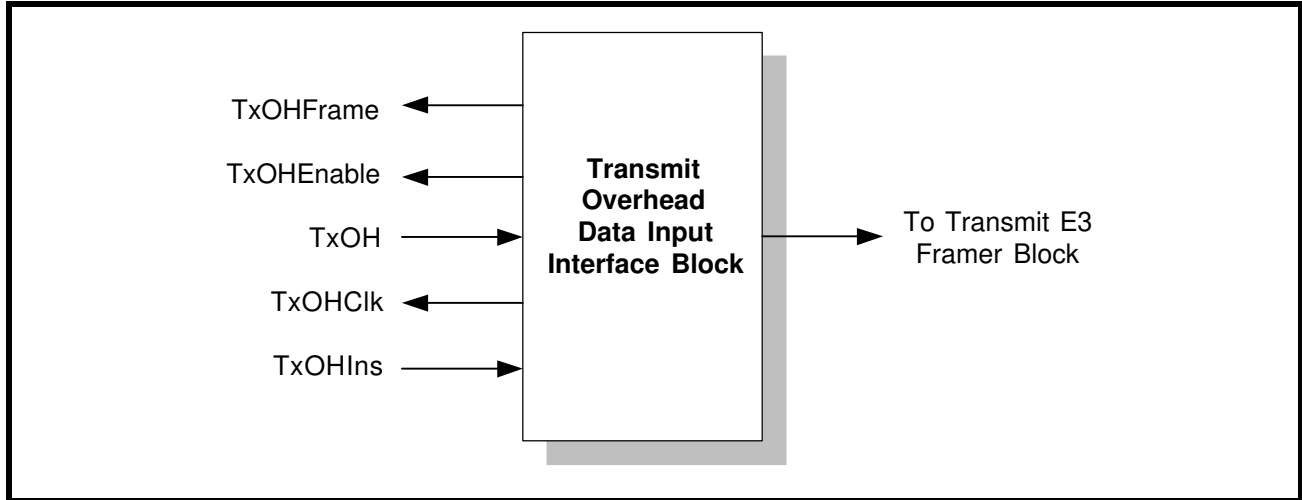 TxOHFrame
TxOHEnable
TxOH
TxOHClk
TxOHIns
Transmit
Overhead
Data Input
Interface Block
To Transmit E3
Framer Block